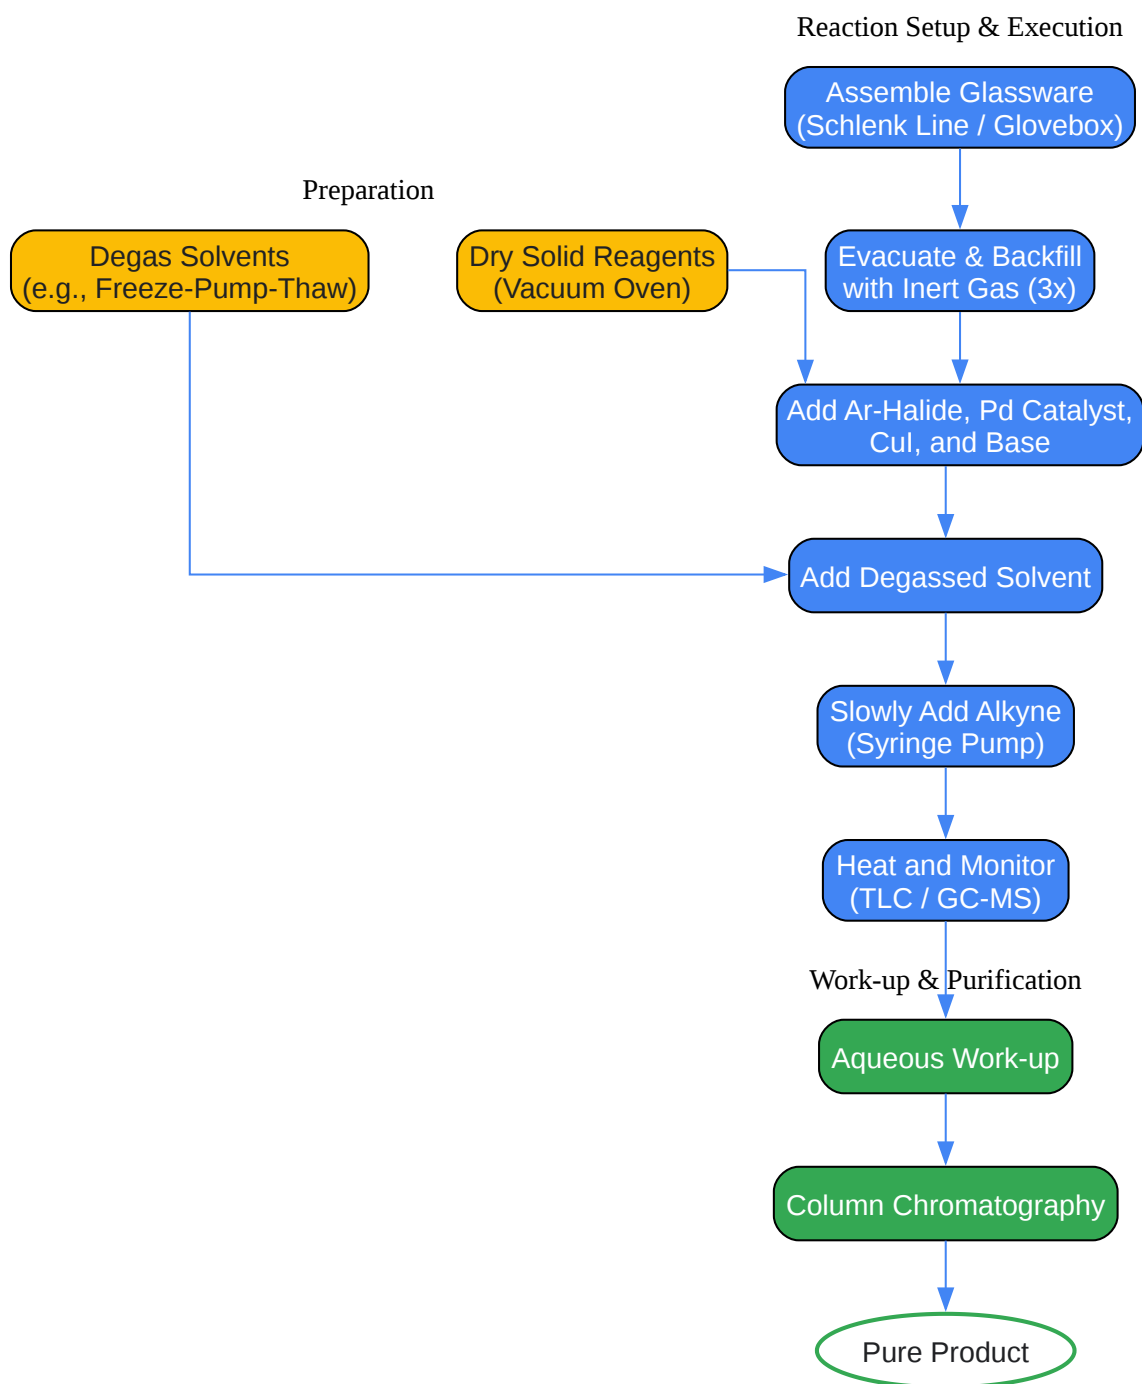 Reaction Setup & Execution
Assemble Glassware
(Schlenk Line / Glovebox)
Preparation
Degas Solvents
(e.g., Freeze-Pump-Thaw)
Dry Solid Reagents
(Vacuum Oven)
Evacuate & Backfill
with Inert Gas (3x)
Add Ar-Halide, Pd Catalyst,
CuI, and Base
Add Degassed Solvent
Slowly Add Alkyne
(Syringe Pump)
Heat and Monitor
(TLC / GC-MS)
Work-up & Purification
Aqueous Work-up
Column Chromatography
Pure Product